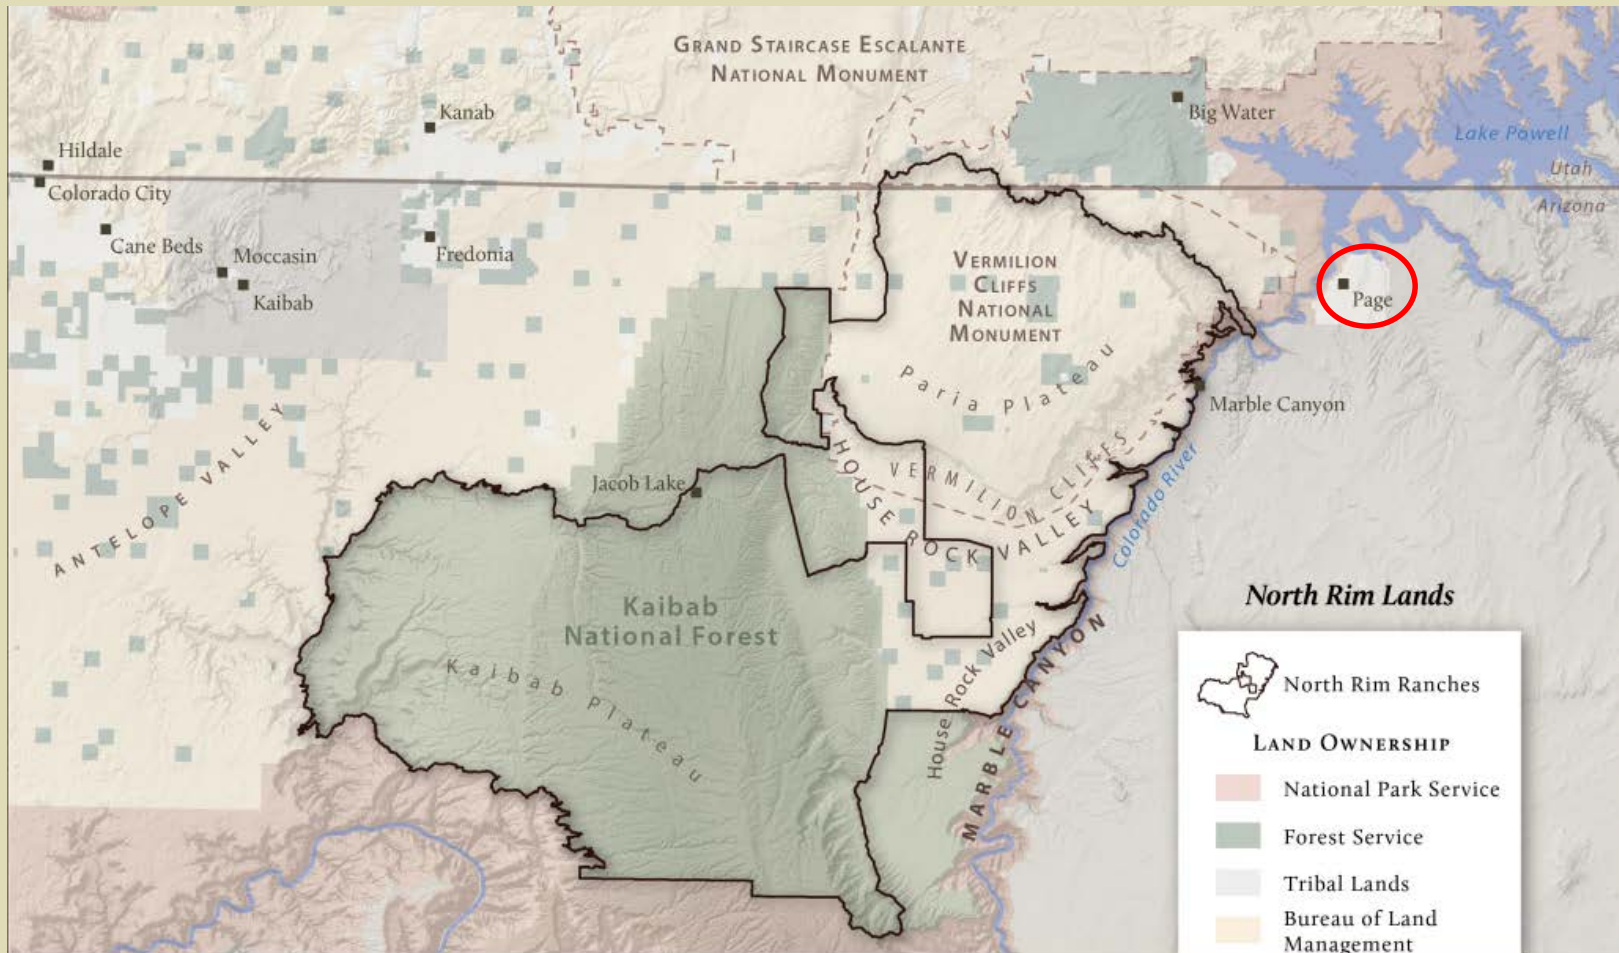 GRAND STAIRCASE ESCALANTE
NATIONAL MONUMENT
Kanab
Big Water
Lake Powell
Hildale
Utah
Colorado City
Arizona
Cane Beds
Moccasin
Fredonia
Kaibab
VERMILION
CLIFFS
NATIONAL
MONUMENT
Page
Paria Plateau
Marble Canyon
ANTELOPE VALLEY
Jacob Lake
VERMILION CLIFFS
HOUSE ROCK VALLEY
Colorado River
Kaibab
National Forest
Kaibab Plateau
House Rock Valley
House Rock Valley
MARBLE CANYON
North Rim Lands
North Rim Ranches
LAND OWNERSHIP
National Park Service
Forest Service
Tribal Lands
Bureau of Land
Management